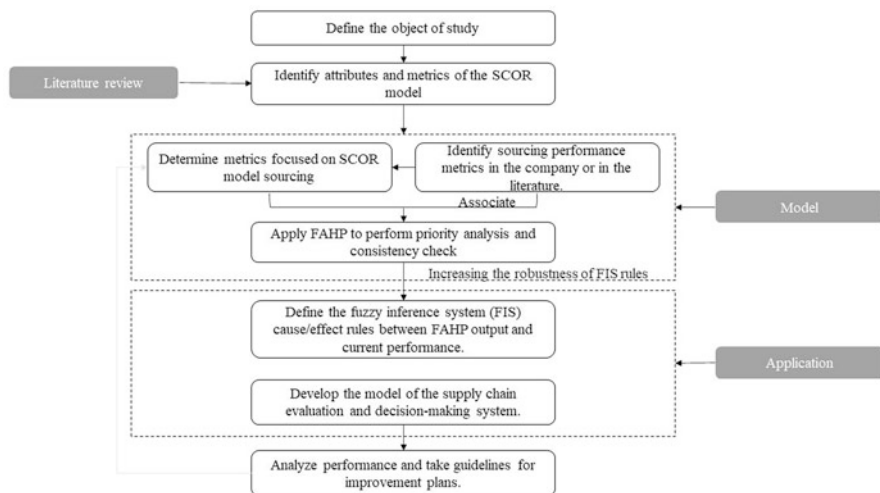 Define the object of study
Literature review
Identify attributes and metrics of the SCOR
model
Determine metrics focused on SCOR
model sourcing
Identify sourcing performance
metrics in the company or in the
literature.
Associate
Model
Apply FAHP to perform priority analysis and
consistency check
Increasing the robustness of FIS rules
Define the fuzzy inference system (FIS)
cause/effect rules between FAHP output and
current performance.
Application
Develop the model of the supply chain
evaluation and decision-making system.
Analyze performance and take guidelines for
improvement plans.